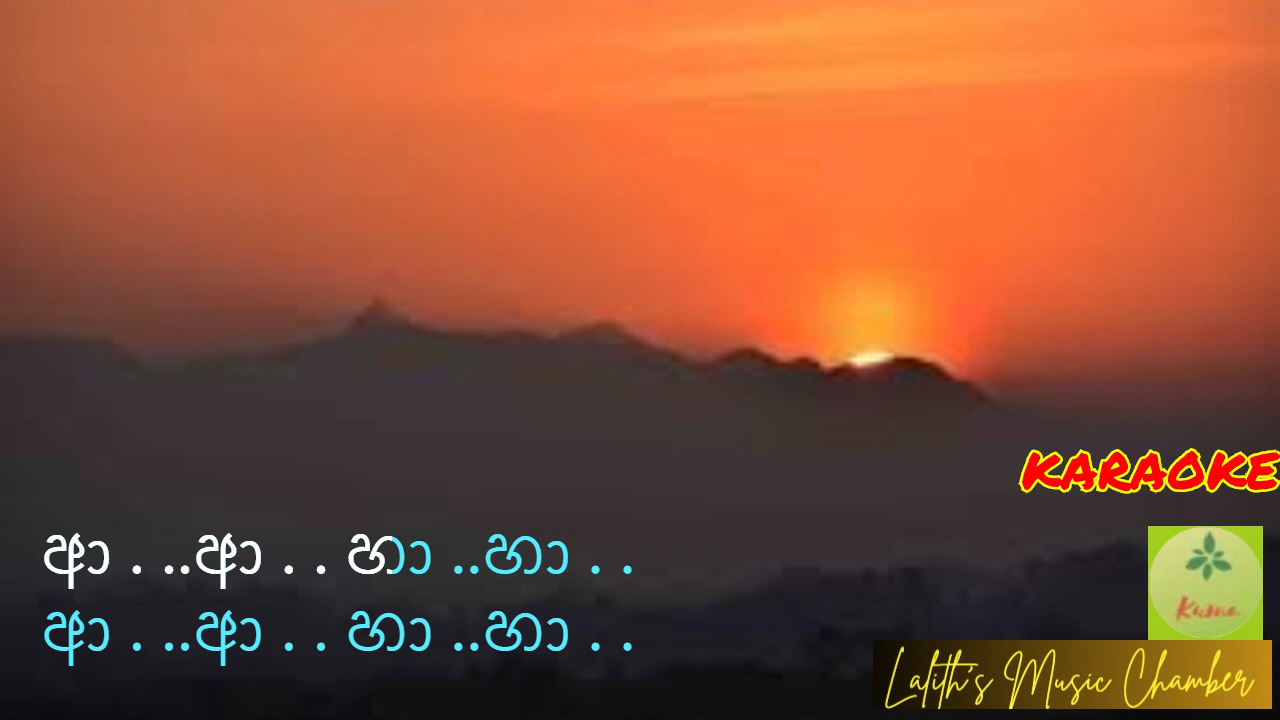 KARAOKE
ආ . ..ආ . . හා ..හා . .
ආ . ..ආ . . හා ..හා . .
Kusma
Lalith's Music Chamber